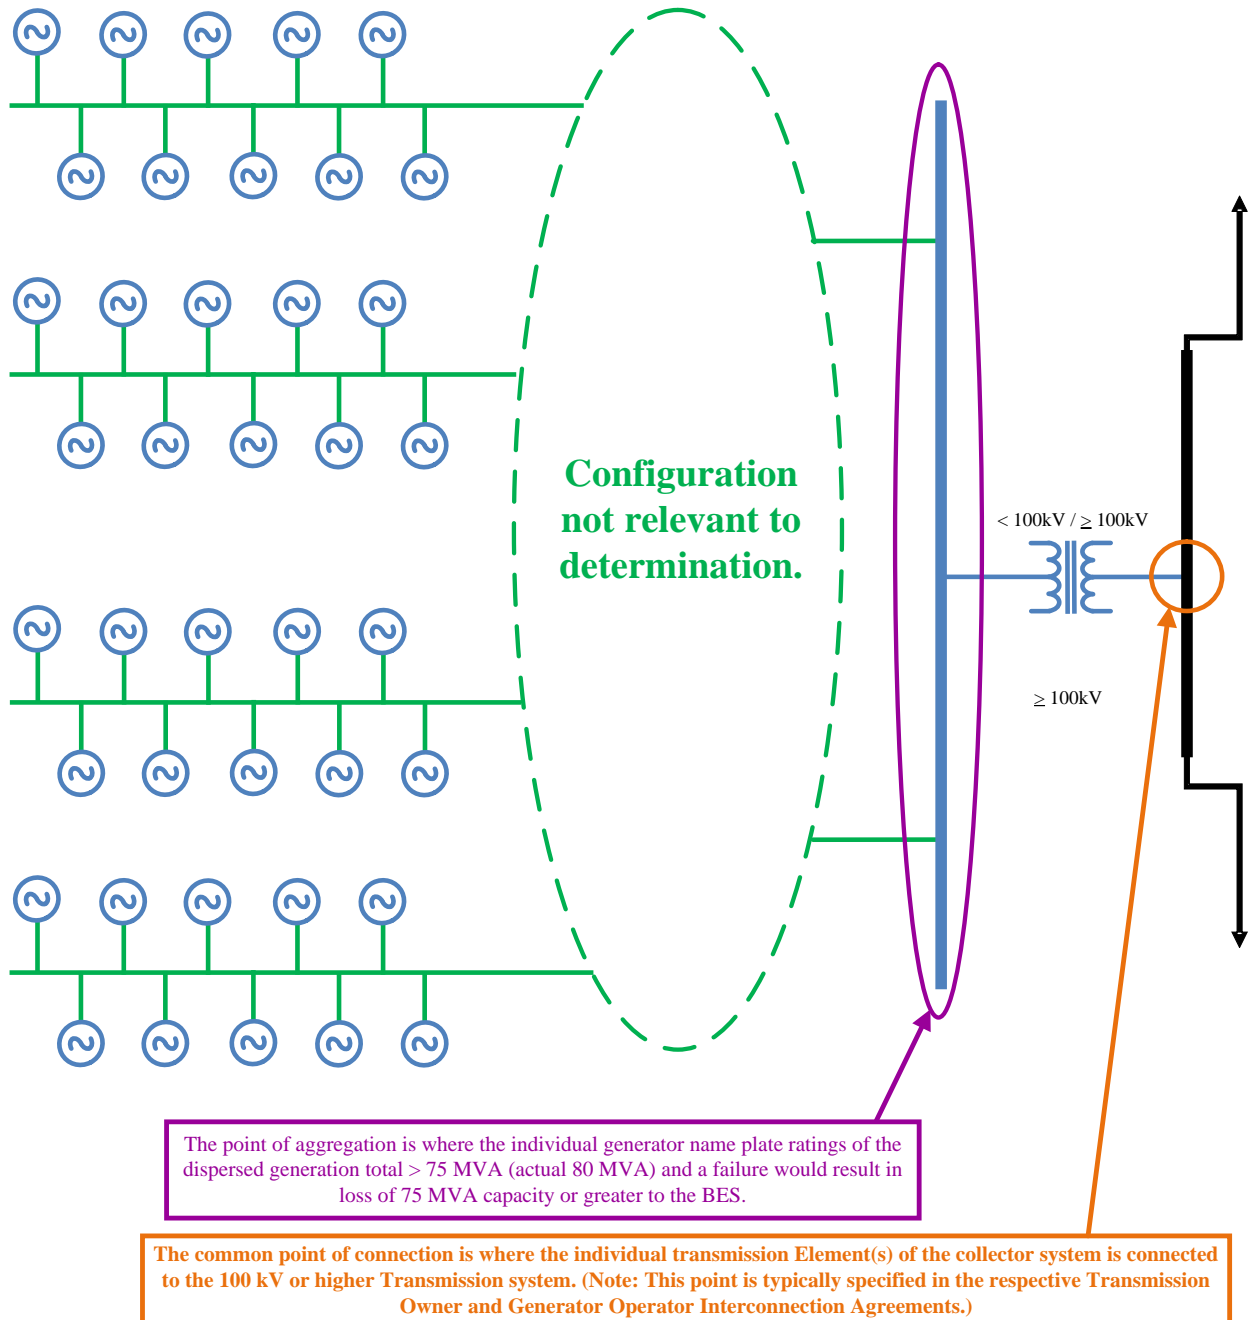 Configuration
not relevant to
determination.
< 100kV / ≥ 100kV
≥ 100kV
The point of aggregation is where the individual generator name plate ratings of the
dispersed generation total > 75 MVA (actual 80 MVA) and a failure would result in
loss of 75 MVA capacity or greater to the BES.
The common point of connection is where the individual transmission Element(s) of the collector system is connected
to the 100 kV or higher Transmission system. (Note: This point is typically specified in the respective Transmission
Owner and Generator Operator Interconnection Agreements.)